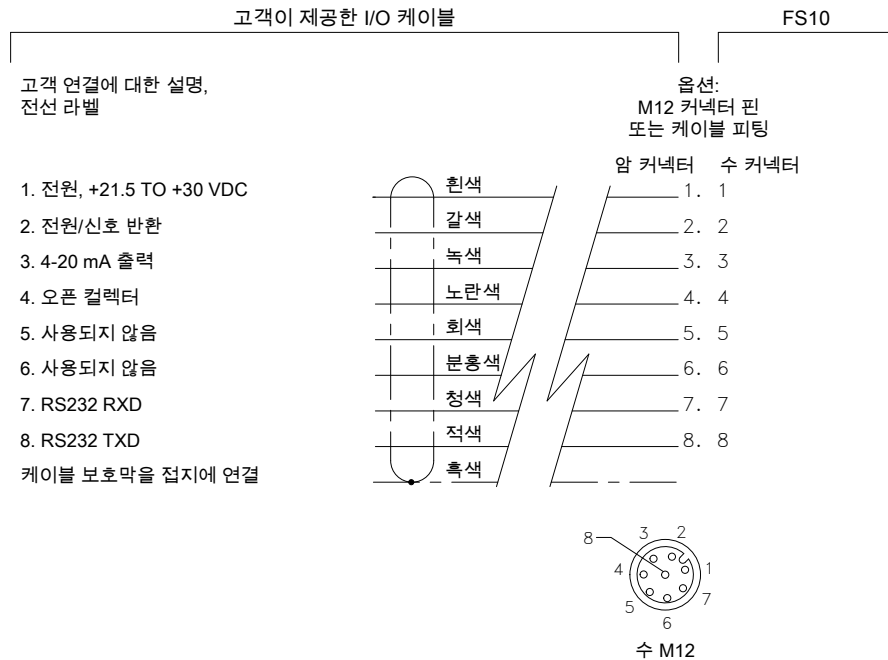 고객이 제공한 I/O 케이블
FS10
고객 연결에 대한 설명,
전선 라벨
옵션:
M12 커넥터 핀
또는 케이블 피팅
암 커넥터 수 커넥터
1. 전원, +21.5 TO +30 VDC 흰색 1. 1
2. 전원/신호 반환 갈색 2. 2
3. 4-20 mA 출력 녹색 3. 3
4. 오픈 컬렉터 노란색 4. 4
5. 사용되지 않음 회색 5. 5
6. 사용되지 않음 분홍색 6. 6
7. RS232 RXD 청색 7. 7
8. RS232 TXD 적색 8. 8
케이블 보호막을 접지에 연결 흑색
8 3 2
4 1
5 7
6
수 M12